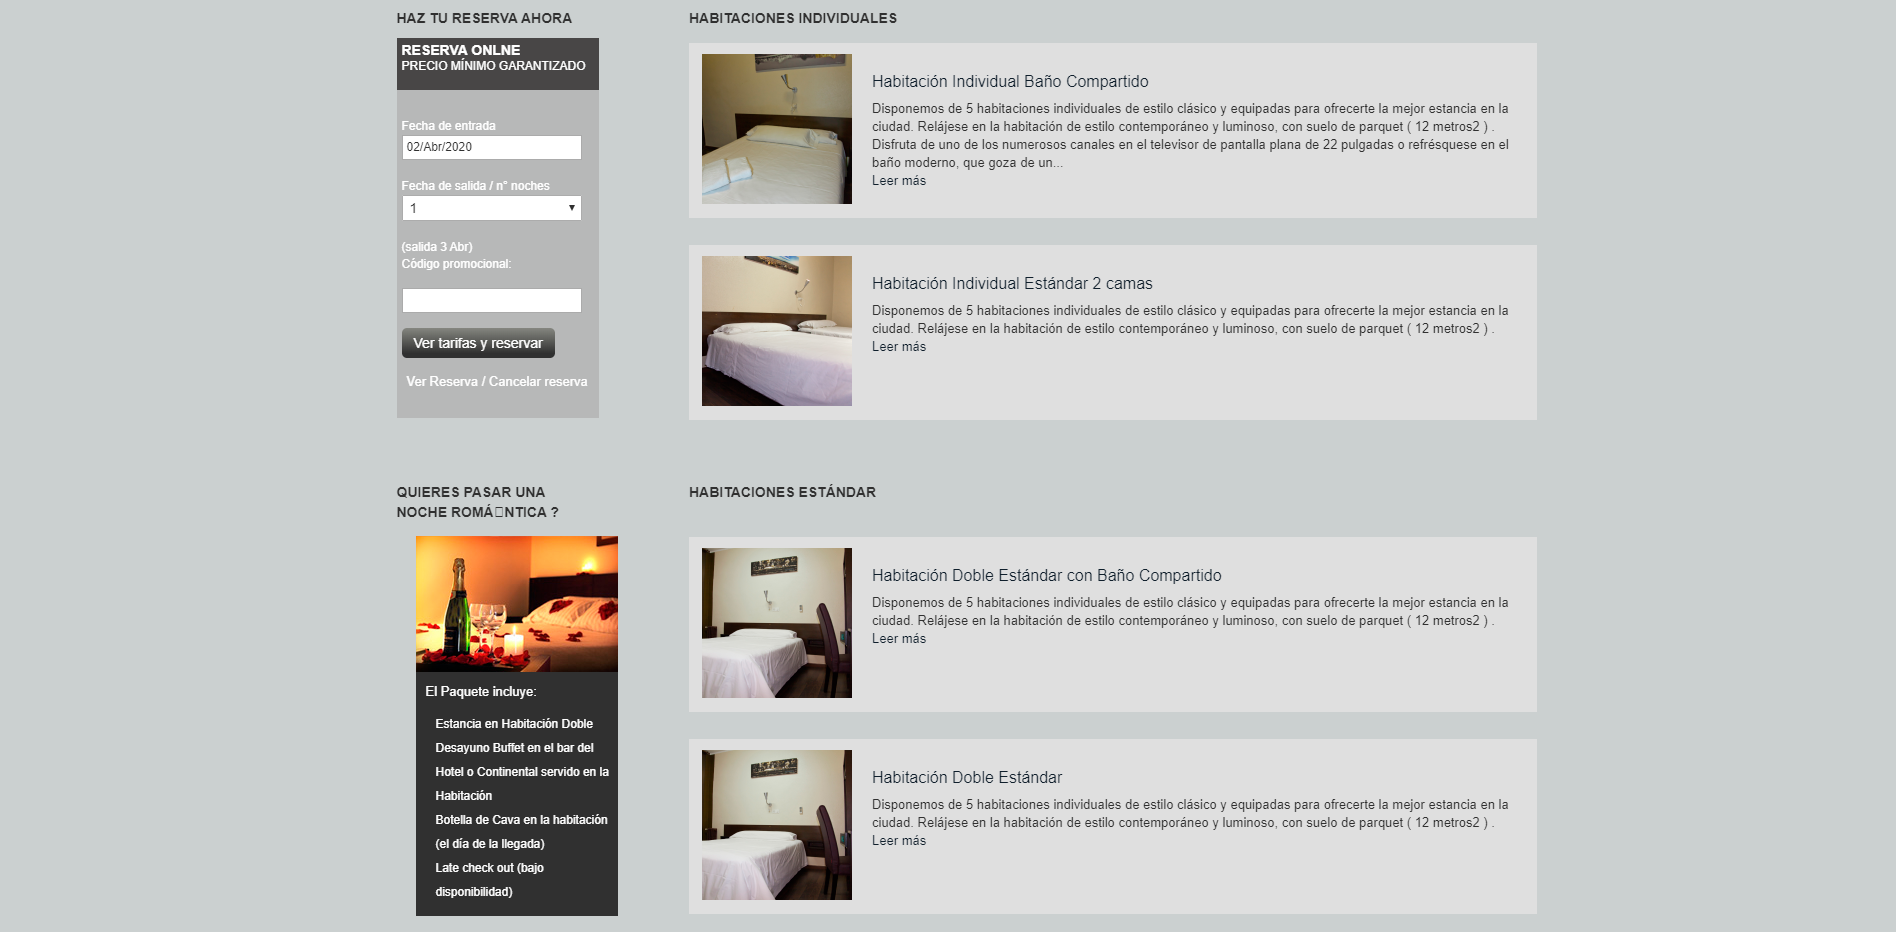 HAZ TU RESERVA AHORA
RESERVA ONLNE
PRECIO MÍNIMO GARANTIZADO
Fecha de entrada
02/Abr/2020
Fecha de salida / nº noches
1
(salida 3 Abr)
Código promocional:
Ver tarifas y reservar
Ver Reserva / Cancelar reserva
QUIERES PASAR UNA
NOCHE ROMÁ▯NTICA ?
El Paquete incluye:
Estancia en Habitación Doble
Desayuno Buffet en el bar del
Hotel o Continental servido en la
Habitación
Botella de Cava en la habitación
(el día de la llegada)
Late check out (bajo
disponibilidad)
HABITACIONES INDIVIDUALES
Habitación Individual Baño Compartido
Disponemos de 5 habitaciones individuales de estilo clásico y equipadas para ofrecerte la mejor estancia en la
ciudad. Relájese en la habitación de estilo contemporáneo y luminoso, con suelo de parquet ( 12 metros2 ) .
Disfruta de uno de los numerosos canales en el televisor de pantalla plana de 22 pulgadas o refrésquese en el
baño moderno, que goza de un...
Leer más
Habitación Individual Estándar 2 camas
Disponemos de 5 habitaciones individuales de estilo clásico y equipadas para ofrecerte la mejor estancia en la
ciudad. Relájese en la habitación de estilo contemporáneo y luminoso, con suelo de parquet ( 12 metros2 ) .
Leer más
HABITACIONES ESTÁNDAR
Habitación Doble Estándar con Baño Compartido
Disponemos de 5 habitaciones individuales de estilo clásico y equipadas para ofrecerte la mejor estancia en la
ciudad. Relájese en la habitación de estilo contemporáneo y luminoso, con suelo de parquet ( 12 metros2 ) .
Leer más
Habitación Doble Estándar
Disponemos de 5 habitaciones individuales de estilo clásico y equipadas para ofrecerte la mejor estancia en la
ciudad. Relájese en la habitación de estilo contemporáneo y luminoso, con suelo de parquet ( 12 metros2 ) .
Leer más